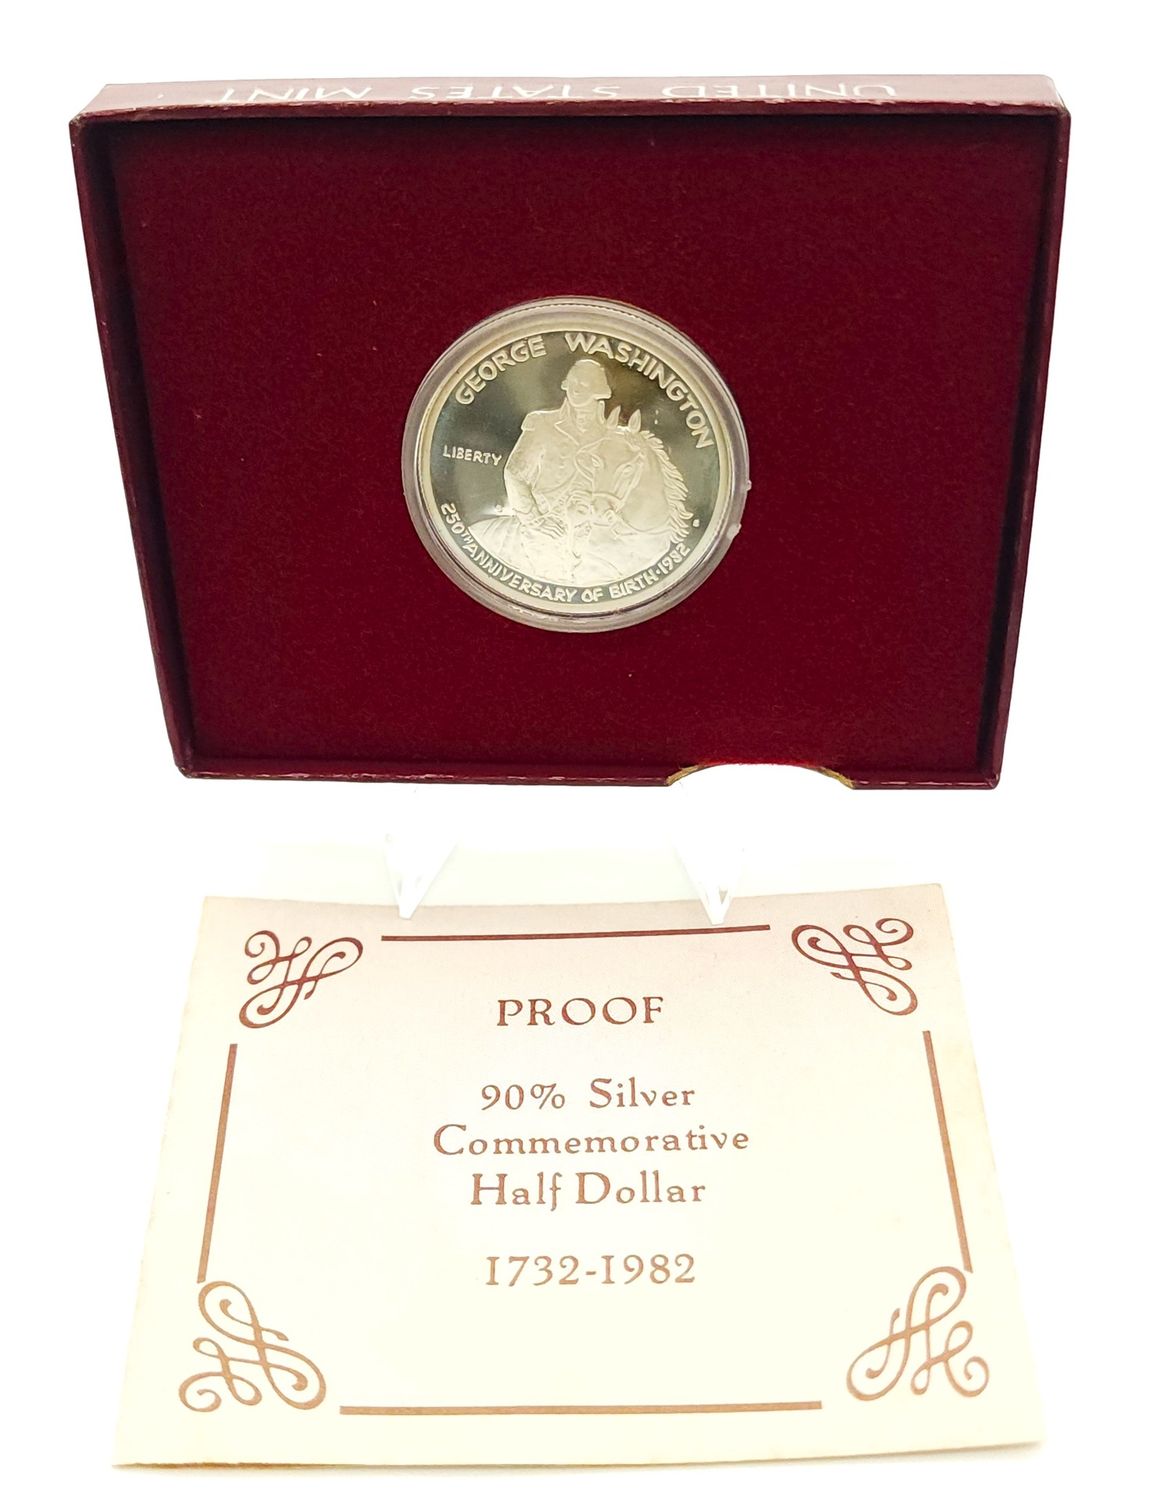 UNITED STATES MINT
GEORGE WASHINGTON
LIBERTY
250TH ANNIVERSARY OF BIRTH·1982
PROOF
90% Silver
Commemorative
Half Dollar
1732-1982